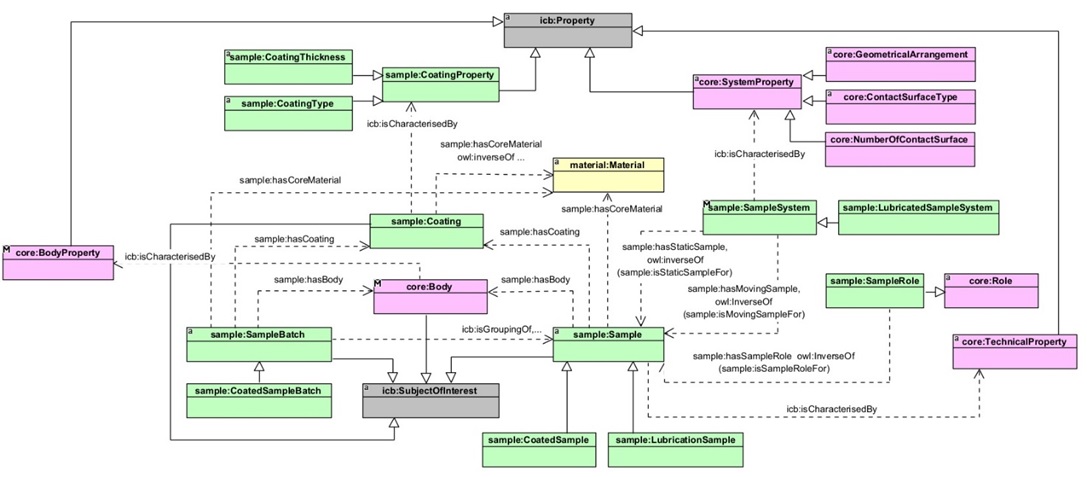 a
icb:Property
a
sample:CoatingThickness
sample:CoatingProperty
a
sample:CoatingType
a
core:SystemProperty
a
core:GeometricalArrangement
a
core:ContactSurfaceType
core:NumberOfContactSurface
icb:isCharacterisedBy
sample:hasCoreMaterial
owl:inverseOf ...
icb:isCharacterisedBy
a
material:Material
sample:hasCoreMaterial
sample:hasCoreMaterial
M
sample:SampleSystem
sample:LubricatedSampleSystem
sample:Coating
sample:hasCoating
sample:hasCoating
M
core:BodyProperty
icb:isCharacterisedBy
sample:hasStaticSample,
owl:inverseOf
(sample:isStaticSampleFor)
sample:hasBody
M
core:Body
sample:hasBody
sample:hasMovingSample,
owl:InverseOf
(sample:isMovingSampleFor)
sample:SampleRole
a
core:Role
a
sample:SampleBatch
icb:isGroupingOf,...
a
sample:Sample
a
core:TechnicalProperty
sample:hasSampleRole owl:InverseOf
(sample:isSampleRoleFor)
sample:CoatedSampleBatch
a
icb:SubjectOfInterest
icb:isCharacterisedBy
sample:CoatedSample
sample:LubricationSample